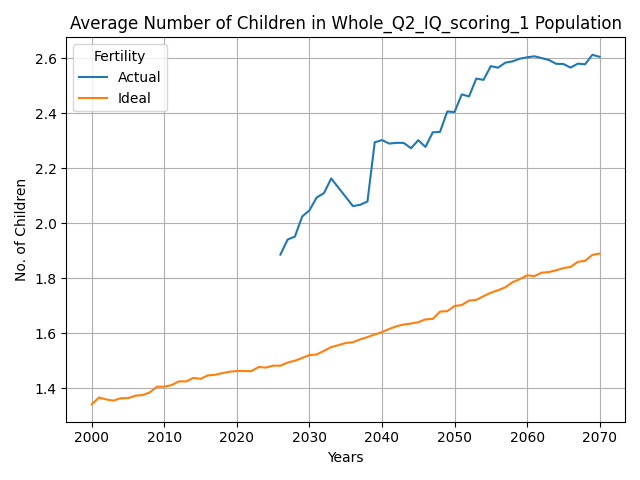 Average Number of Children in Whole_Q2_IQ_scoring_1 Population
Fertility
Actual
Ideal
No. of Children
2.6
2.4
2.2
2.0
1.8
1.6
1.4
2000 2010 2020 2030 2040 2050 2060 2070
Years